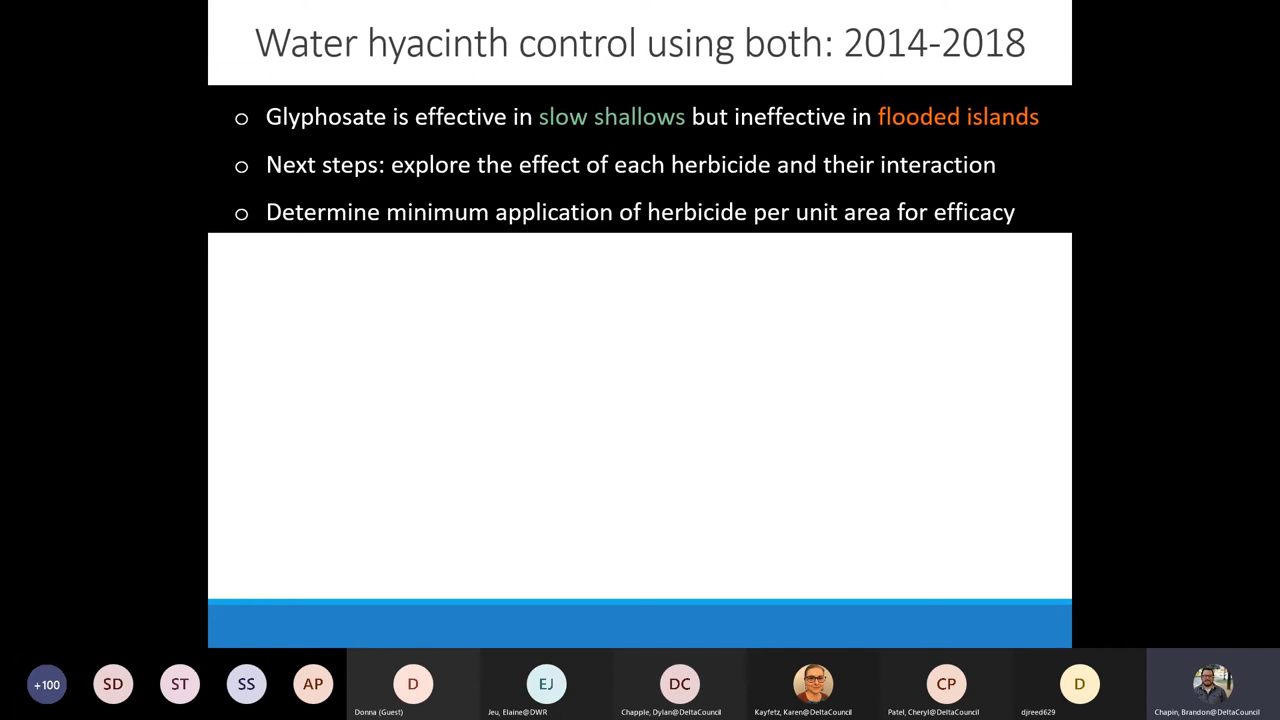 Water hyacinth control using both: 2014-2018
o Glyphosate is effective in slow shallows but ineffective in flooded islands
o Next steps: explore the effect of each herbicide and their interaction
o Determine minimum application of herbicide per unit area for efficacy
+100
SD
ST
SS
AP
D
Donna (Guest)
EJ
Jeu, Elaine@DWR
DC
Chapple, Dylan@DeltaCouncil
Kayfetz, Karen@DeltaCouncil
CP
Patel, Cheryl@DeltaCouncil
D
djreed629
Chapin, Brandon@DeltaCouncil